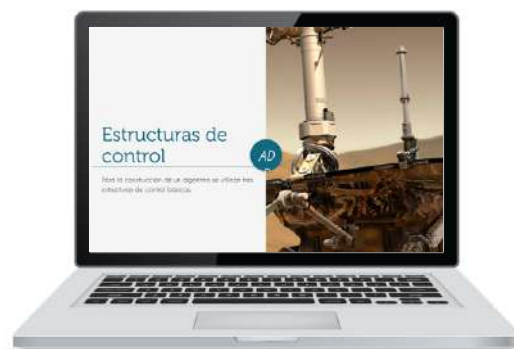 Estructuras de
control
AD
Para la construcción de un algoritmo se utilizan tres
estructuras de control básicas.